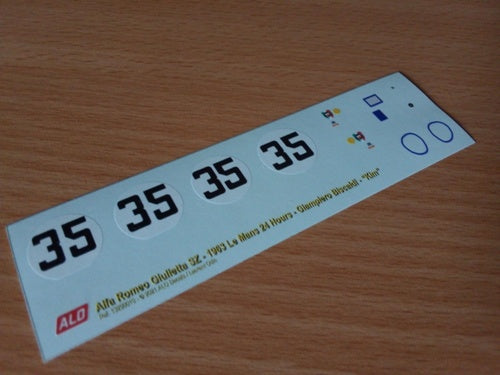 35 35 35 35
ALD Alfa Romeo Giulietta SZ - 1963 Le Mans 24 Hours - Giampiero Biscaldi - "Kim"